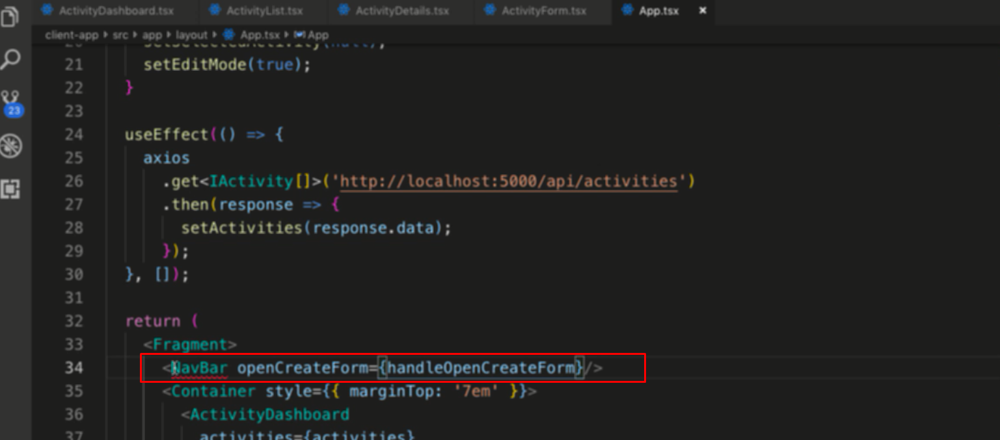 ActivityDashboard.tsx ActivityList.tsx ActivityDetails.tsx ActivityForm.tsx App.tsx ×
client-app › src › app › layout › App.tsx › App
20 setSelectedActivity(null);
21 setEditMode(true);
22 }
23
23
24 useEffect(() => {
25 axios
26 .get<IActivity[]>('http://localhost:5000/api/activities')
27 .then(response => {
28 setActivities(response.data);
29 });
30 }, []);
31
32 return (
33 <Fragment>
34 <NavBar openCreateForm={handleOpenCreateForm}/>
35 <Container style={{ marginTop: '7em' }}>
36 <ActivityDashboard
37 activities={activities}